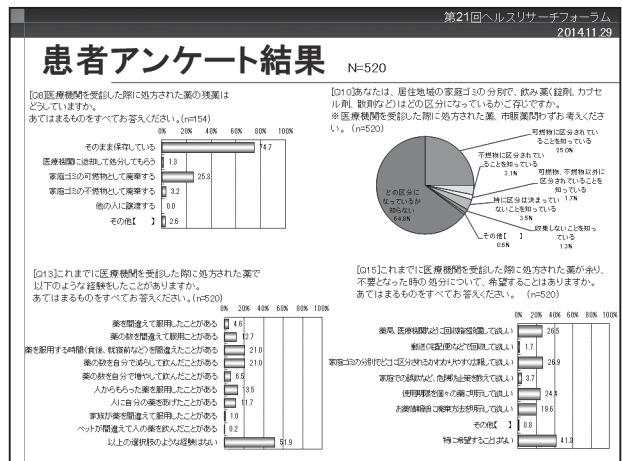 第21回ヘルスリサーチフォーラム
2014.11.29
患者アンケート結果 N=520
[Q8]医療機関を受診した際に処方された薬の残薬は
どうしていますか。
あてはまるものをすべてお答えください。(n=154)
0% 20% 40% 60% 80% 100%
そのまま保存している 74.7
医療機関に返却して処分してもらう 1.3
家庭ゴミの可燃物として廃棄する 25.3
家庭ゴミの不燃物として廃棄する 3.2
他の人に譲渡する 0.0
その他【 】 2.6
[Q10]あなたは、居住地域の家庭ゴミの分別で、飲み薬(錠剤、カプセ
ル剤、散剤など)はどの区分になっているかご存じですか。
※医療機関を受診した際に処方された薬、市販薬問わずお考えくださ
い。(n=520)
可燃物に区分されてい
ることを知っている
25.0%
不燃物に区分されてい
ることを知っている
3.1%
可燃物、不燃物以外に
区分されていることを
知っている
1.7%
特に区分は決まってい
ないことを知っている
3.5%
収集しないことを知っ
ている
1.3%
その他【 】
0.6%
どの区分に
なっているか
知らない
64.8%
[Q13]これまでに医療機関を受診した際に処方された薬で
以下のような経験をしたことがありますか。
あてはまるものをすべてお答えください。(n=520)
0% 20% 40% 60% 80% 100%
薬を間違えて服用したことがある 4.6
薬の数を間違えて服用したことがある 12.7
薬を服用する時間(食後、就寝前など)を間違えたことがある 21.0
薬の数を自分で減らして飲んだことがある 21.0
薬の数を自分で増やして飲んだことがある 6.5
人からもらった薬を服用したことがある 13.5
人に自分の薬をあげたことがある 11.7
家族が薬を間違えて服用したことがある 1.0
ペットが間違えて人の薬を飲んだことがある 0.2
以上の選択肢のような経験はない 51.9
[Q15]これまでに医療機関を受診した際に処方された薬が余り、
不要となった時の処分について、希望することはありますか。
あてはまるものをすべてお答えください。 (n=520)
0% 20% 40% 60% 80% 100%
薬局、医療機関などに回収箱を設置して欲しい 26.5
郵送や宅配便などで回収して欲しい 1.7
家庭ゴミの分別でどこに区分されるかわかりやすく広報して欲しい 26.9
家庭での誤飲など、危険防止策を教えて欲しい 3.7
使用期限を個々の薬に明示して欲しい 24.4
お薬情報紙に廃棄方法を明示して欲しい 19.6
その他【 】 0.8
特に希望することはない 41.3